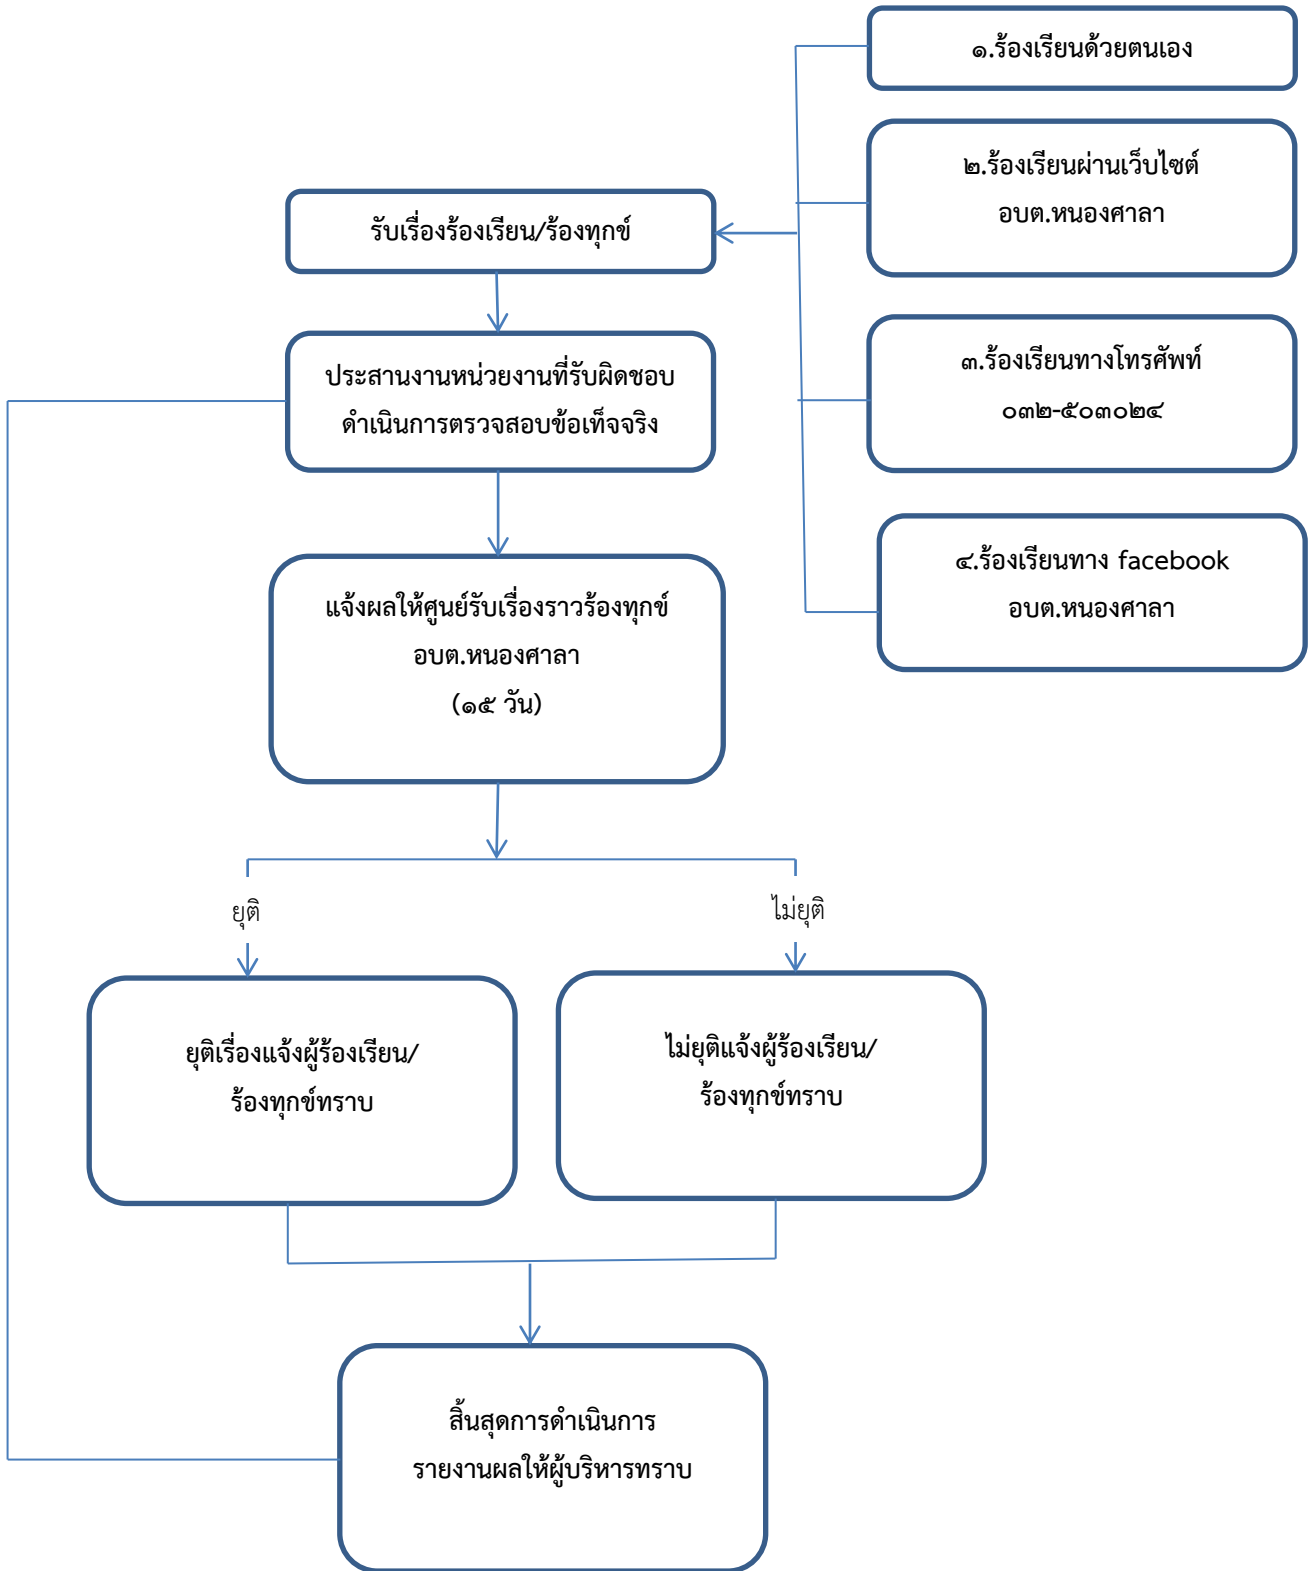 ๑.ร้องเรียนด้วยตนเอง
๒.ร้องเรียนผ่านเว็บไซต์
อบต.หนองศาลา
รับเรื่องร้องเรียน/ร้องทุกข์
๓.ร้องเรียนทางโทรศัพท์
๐๓๒-๕๐๓๐๒๔
ประสานงานหน่วยงานที่รับผิดชอบ
ดำเนินการตรวจสอบข้อเท็จจริง
๔.ร้องเรียนทาง facebook
อบต.หนองศาลา
แจ้งผลให้ศูนย์รับเรื่องราวร้องทุกข์
อบต.หนองศาลา
(๑๕ วัน)
ยุติ
ไม่ยุติ
ยุติเรื่องแจ้งผู้ร้องเรียน/
ร้องทุกข์ทราบ
ไม่ยุติแจ้งผู้ร้องเรียน/
ร้องทุกข์ทราบ
สิ้นสุดการดำเนินการ
รายงานผลให้ผู้บริหารทราบ